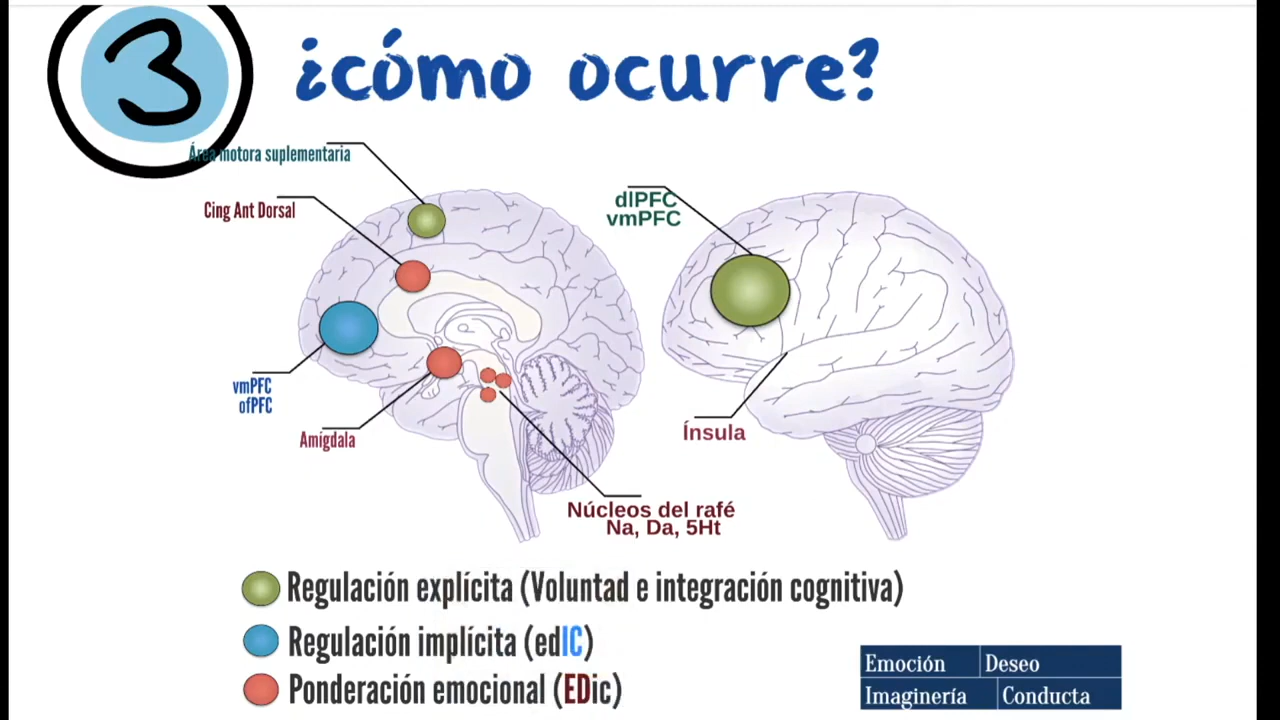 3
¿cómo ocurre?
Área motora suplementaria
Cing Ant Dorsal
dlPFC
vmPFC
vmPFC
ofPFC
Amígdala
Ínsula
Núcleos del rafé
Na, Da, 5Ht
Regulación explícita (Voluntad e integración cognitiva)
Regulación implícita (edIC)
Ponderación emocional (EDic)
Emoción Deseo
Imaginería Conducta